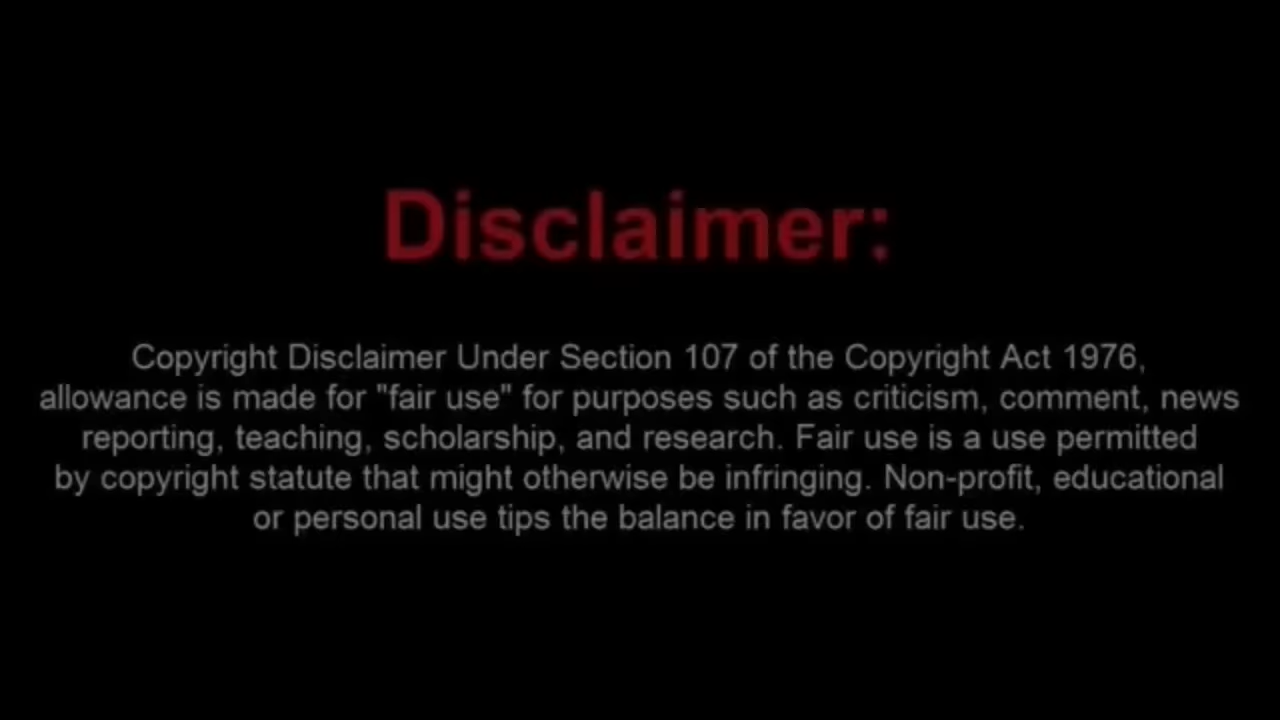 Disclaimer:
Copyright Disclaimer Under Section 107 of the Copyright Act 1976,
allowance is made for "fair use" for purposes such as criticism, comment, news
reporting, teaching, scholarship, and research. Fair use is a use permitted
by copyright statute that might otherwise be infringing. Non-profit, educational
or personal use tips the balance in favor of fair use.